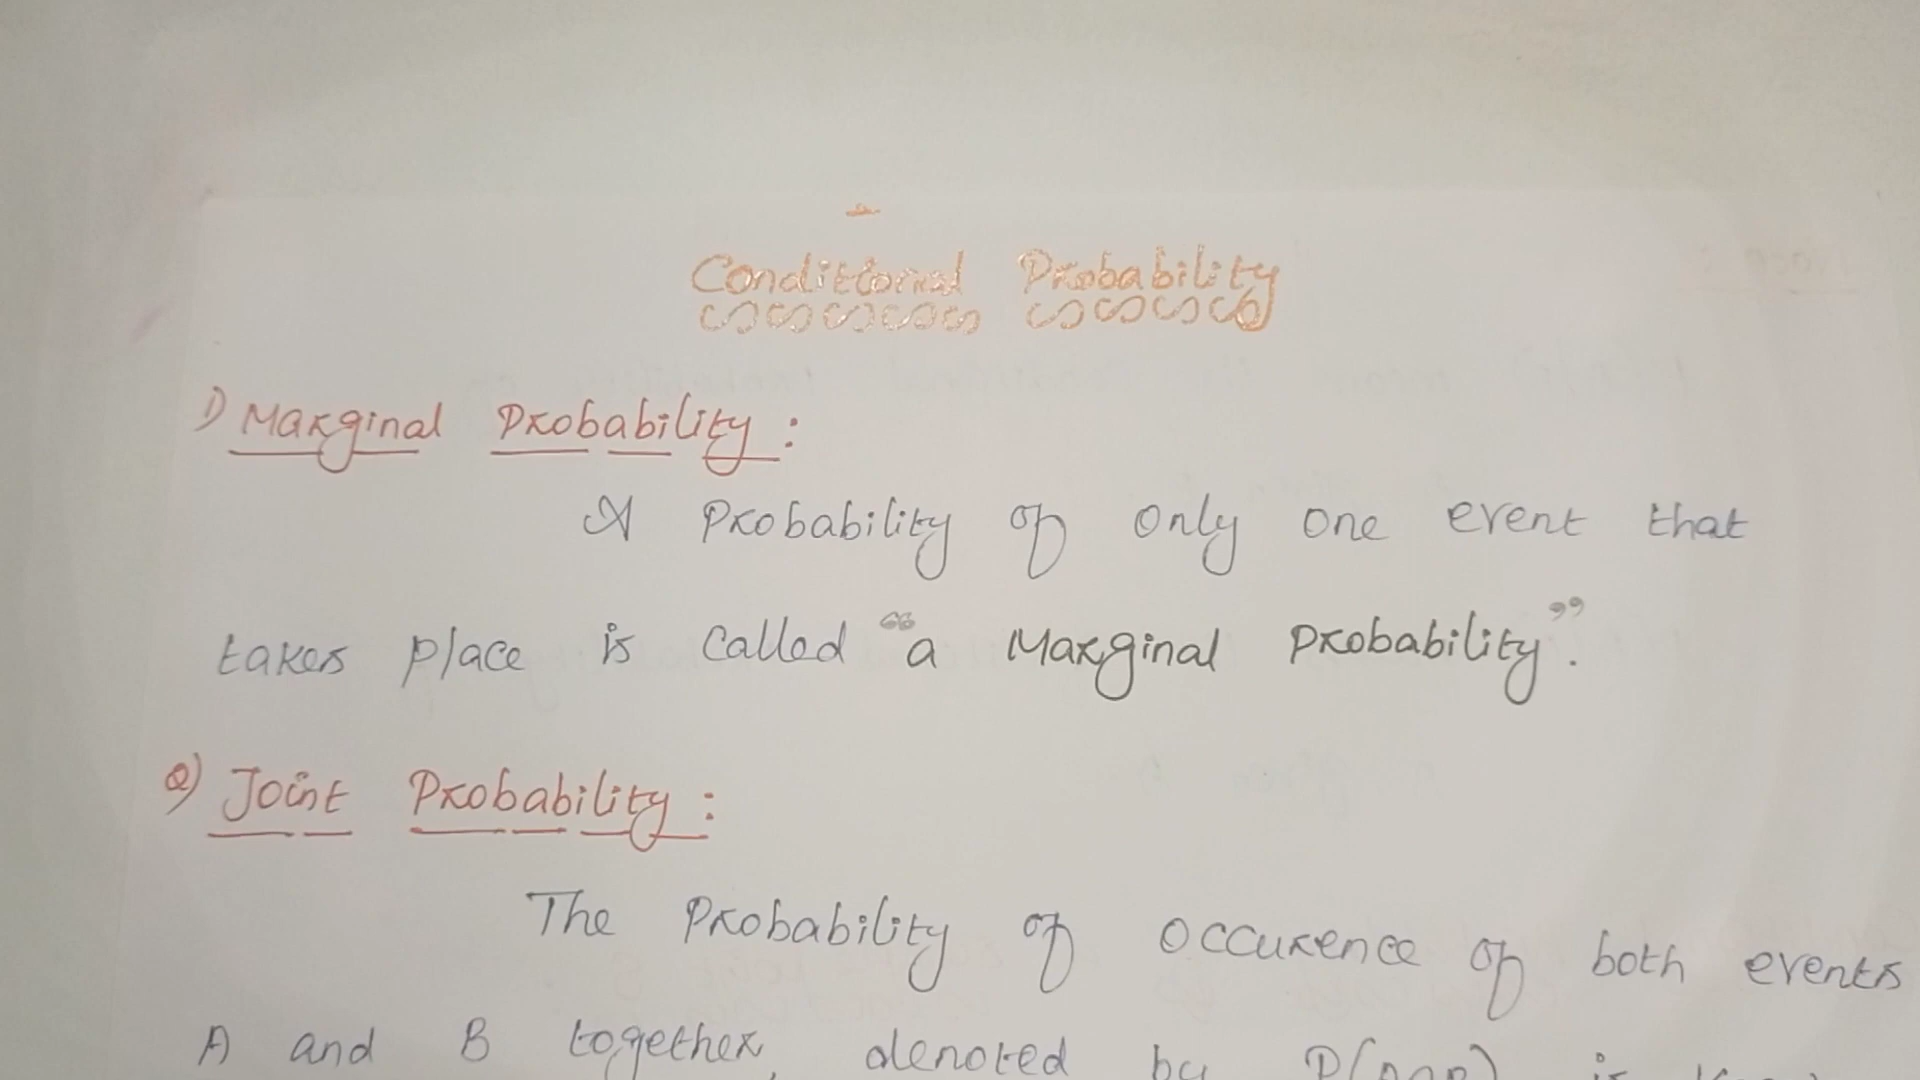 Conditional Probability
1) Marginal Probability :
A Probability of only one event that
takes place is called "a Marginal Probability".
2) Joint Probability :
The Probability of occurence of both events
A and B together, denoted by P(A∩B) is